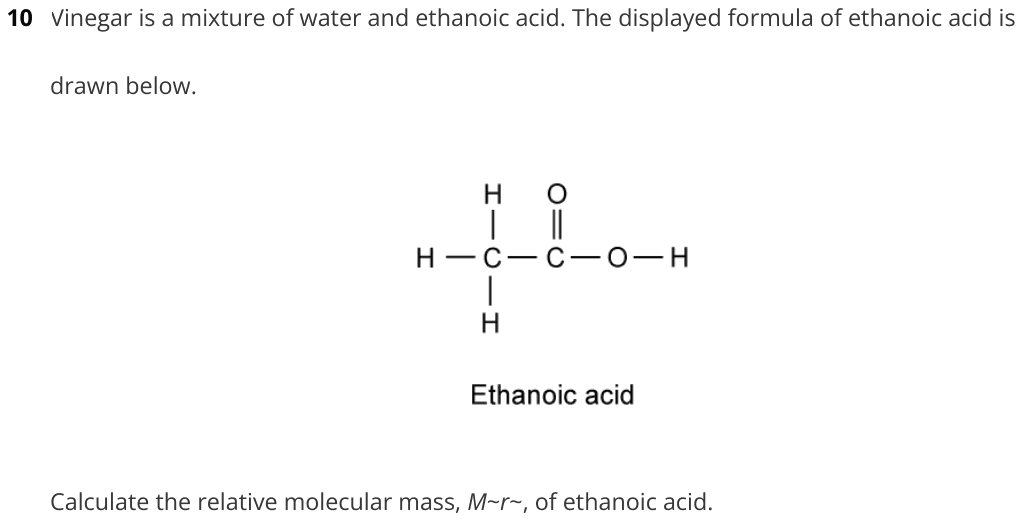 10 Vinegar is a mixture of water and ethanoic acid. The displayed formula of ethanoic acid is
drawn below.
H O
H — C — C — O — H
H
Ethanoic acid
Calculate the relative molecular mass, M~r~, of ethanoic acid.